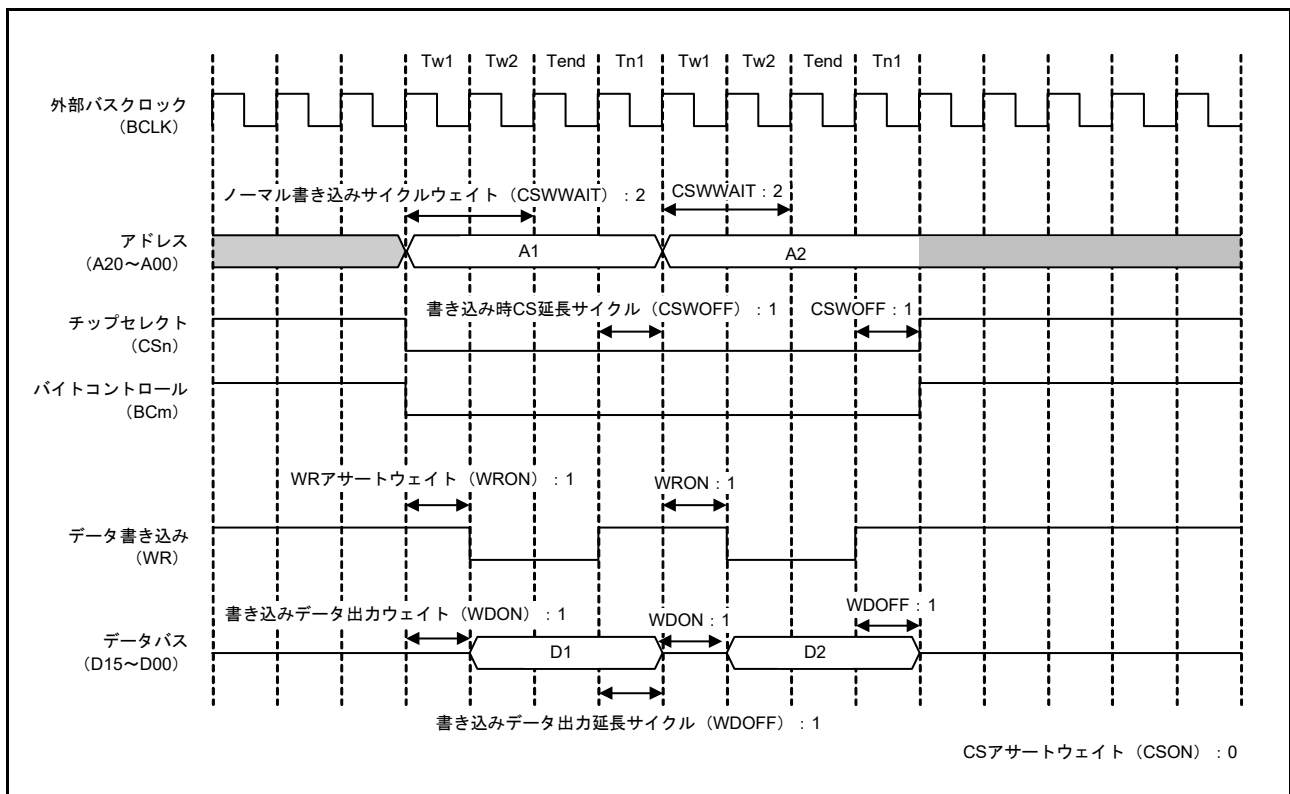 Tw1 Tw2 Tend Tn1 Tw1 Tw2 Tend Tn1
外部バスクロック
（BCLK）
ノーマル書き込みサイクルウェイト（CSWWAIT）：2
CSWWAIT：2
アドレス
（A20～A00）
A1
A2
書き込み時CS延長サイクル（CSWOFF）：1
CSWOFF：1
チップセレクト
（CSn）
バイトコントロール
（BCm）
WRアサートウェイト（WRON）：1
WRON：1
データ書き込み
（WR）
書き込みデータ出力ウェイト（WDON）：1
WDON：1
WDOFF：1
データバス
（D15～D00）
D1
D2
書き込みデータ出力延長サイクル（WDOFF）：1
CSアサートウェイト（CSON）：0